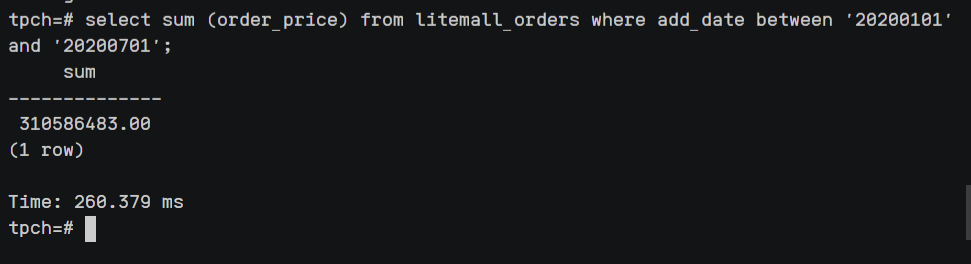 tpch=# select sum (order_price) from litemall_orders where add_date between '20200101'
and '20200701';
     sum
--------------
 310586483.00
(1 row)

Time: 260.379 ms
tpch=#